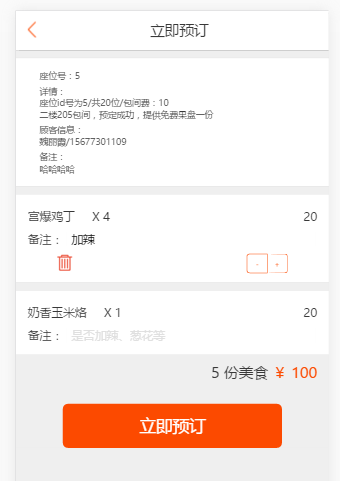 立即预订
座位号：5
详情：
座位id号为5/共20位/包间费：10
二楼205包间，预定成功，提供免费果盘一份
顾客信息：
魏丽霞/15677301109
备注：
哈哈哈哈
宫爆鸡丁 X 4 20
备注： 加辣
- +
奶香玉米烙 X 1 20
备注： 是否加辣、葱花等
5 份美食 ¥ 100
立即预订